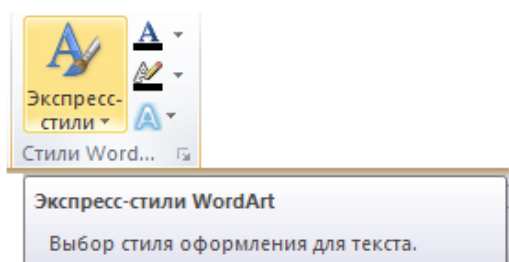 Экспресс-
стили
Стили Word...
Экспресс-стили WordArt
Выбор стиля оформления для текста.